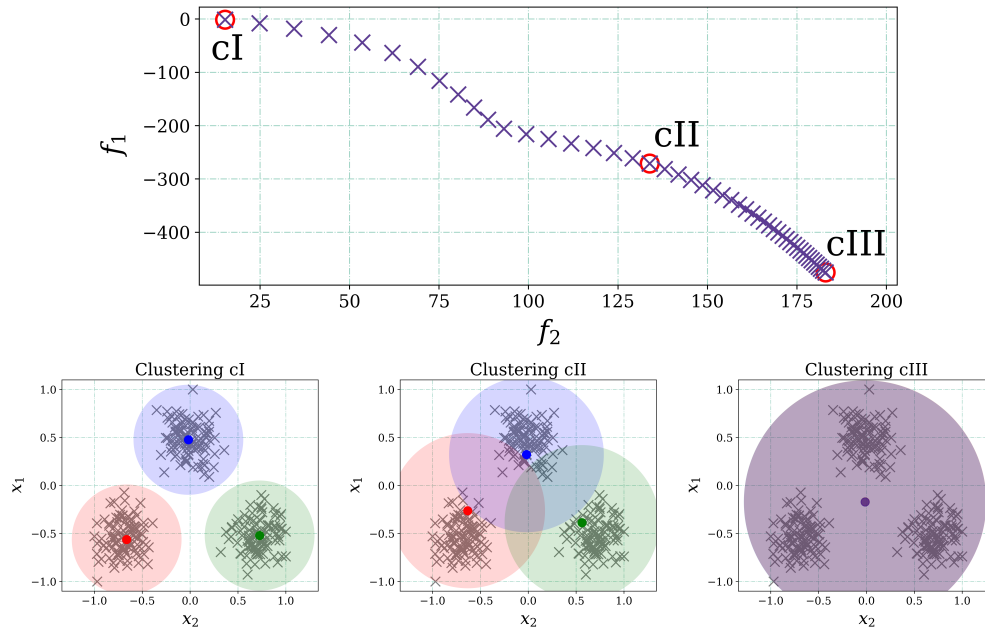 0
−100
−200
−300
−400
f1
cI
cII
cIII
25 50 75 100 125 150 175 200
f2
Clustering cI
1.0
0.5
0.0
−0.5
−1.0
x1
−1.0 −0.5 0.0 0.5 1.0
x2
Clustering cII
1.0
0.5
0.0
−0.5
−1.0
x1
−1.0 −0.5 0.0 0.5 1.0
x2
Clustering cIII
1.0
0.5
0.0
−0.5
−1.0
x1
−1.0 −0.5 0.0 0.5 1.0
x2